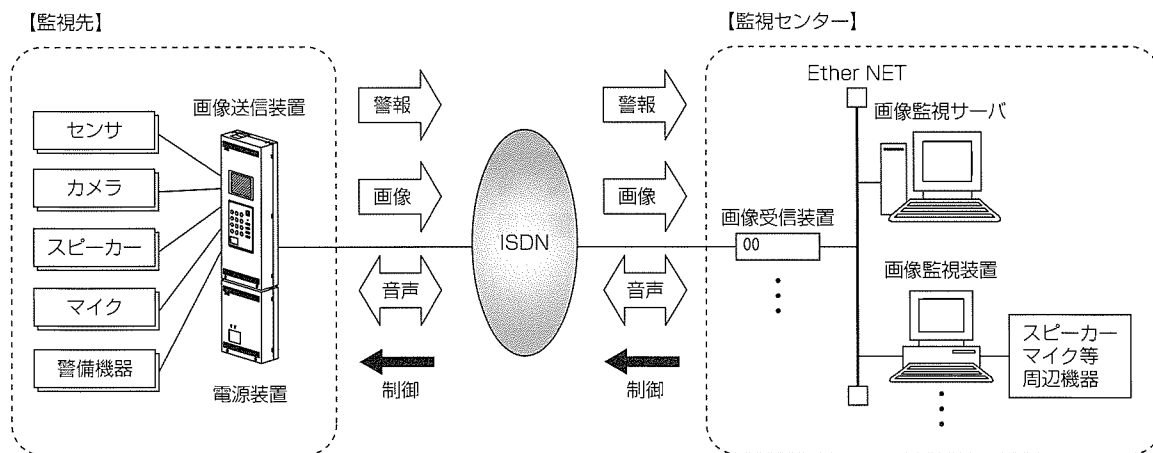 【監視先】
画像送信装置
センサ
カメラ
スピーカー
マイク
警備機器
電源装置
警報
画像
音声
制御
ISDN
警報
画像
音声
制御
【監視センター】
Ether NET
画像監視サーバ
画像受信装置
00
画像監視装置
スピーカー
マイク等
周辺機器